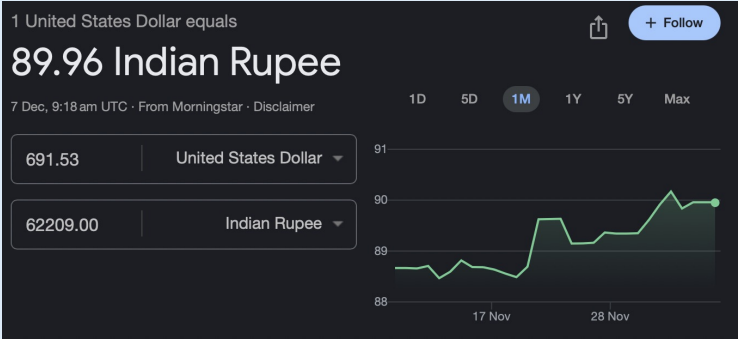 1 United States Dollar equals
89.96 Indian Rupee
7 Dec, 9:18 am UTC · From Morningstar · Disclaimer
+ Follow
691.53 United States Dollar
62209.00 Indian Rupee
1D 5D 1M 1Y 5Y Max
91
90
89
88
17 Nov 28 Nov